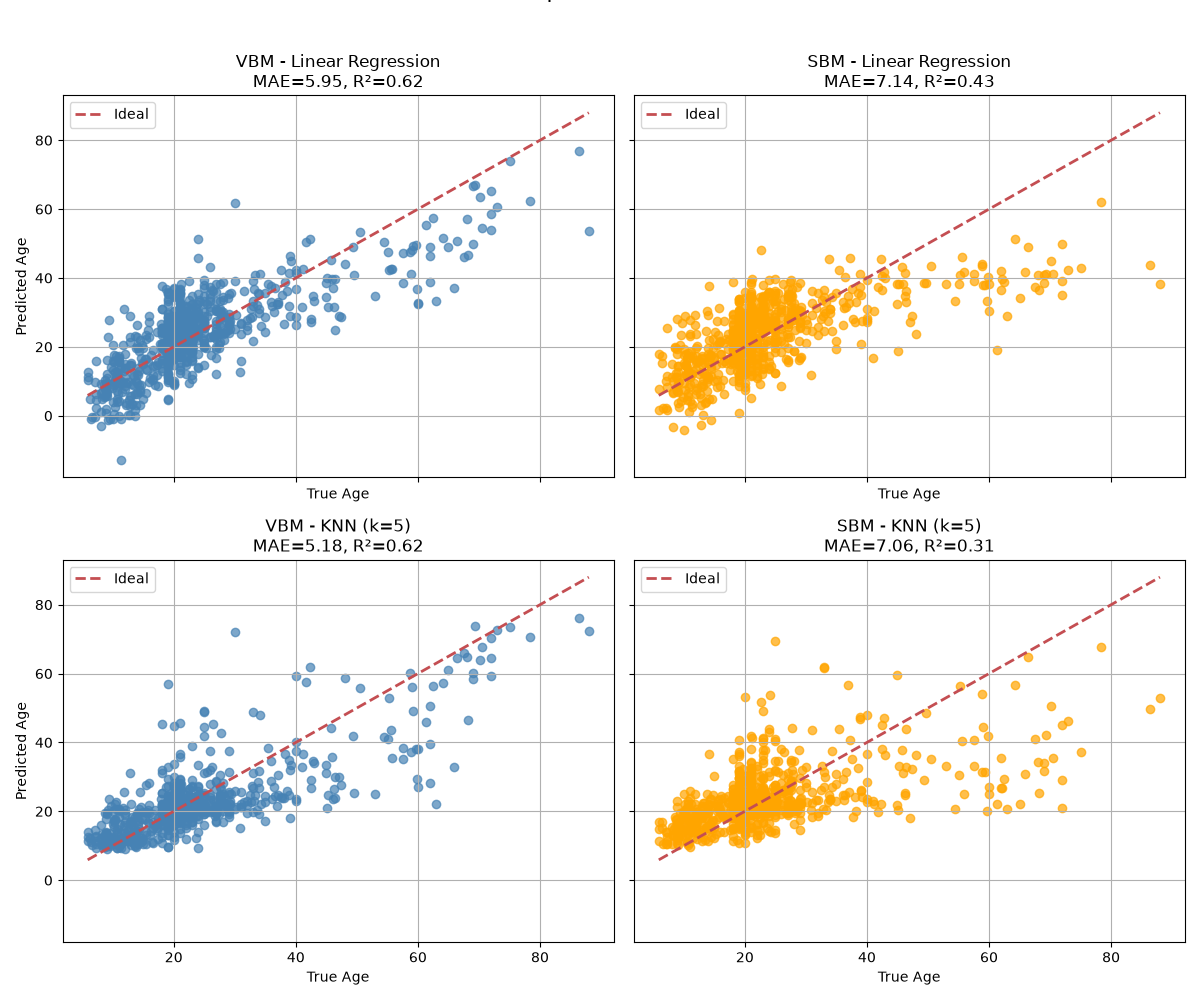 VBM - Linear Regression
MAE=5.95, R²=0.62
SBM - Linear Regression
MAE=7.14, R²=0.43
Ideal
Ideal
80
60
40
20
0
Predicted Age
True Age
True Age
VBM - KNN (k=5)
MAE=5.18, R²=0.62
SBM - KNN (k=5)
MAE=7.06, R²=0.31
Ideal
Ideal
80
60
40
20
0
Predicted Age
20
40
60
80
20
40
60
80
True Age
True Age